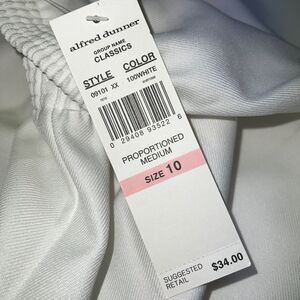 alfred dunner
GROUP NAME
CLASSICS
STYLE COLOR
09101 XX 100WHITE
0 29408 93522 6
PROPORTIONED
MEDIUM
SIZE 10
SUGGESTED
RETAIL $34.00